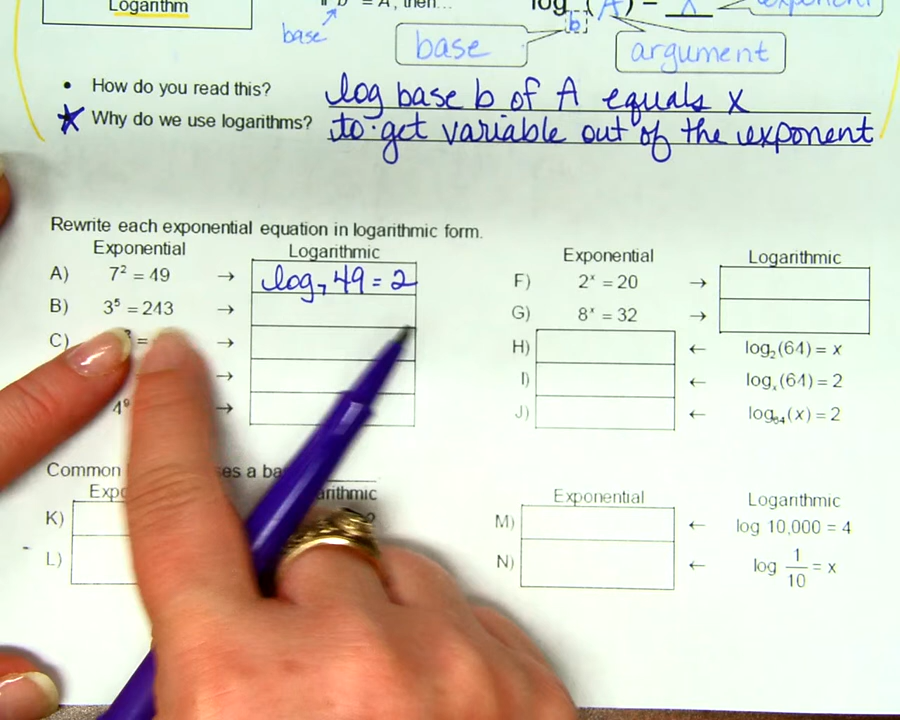 Logarithm
= A, then...
log b (A) = x
exponent
base
base
argument
• How do you read this? log base b of A equals x
Why do we use logarithms? to get variable out of the exponent
Rewrite each exponential equation in logarithmic form.
Exponential Logarithmic
A) 7² = 49 → log₇ 49 = 2
B) 3⁵ = 243 →
C) = →
→
4⁹ →
Exponential Logarithmic
F) 2ˣ = 20 →
G) 8ˣ = 32 →
H) ← log₂(64) = x
I) ← logₓ(64) = 2
J) ← log₆₄(x) = 2
Common
K)
L)
Exponential Logarithmic
M) ← log 10,000 = 4
N) ← log 1/10 = x